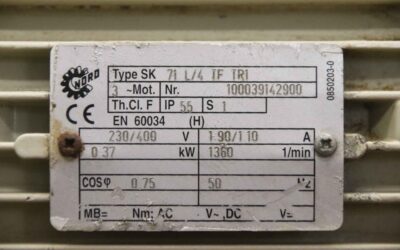 NORD
Type SK 71 L/4 TF TR1
3 ~Mot. Nr. 100039142900
Th.Cl. F IP 55 S 1
CE EN 60034 (H)
230/400 V 1 90/1 10 A
0 37 kW 1360 1/min
COSφ 0 75 50 Hz
MB= Nm; AC V~,DC V=
0850203-0